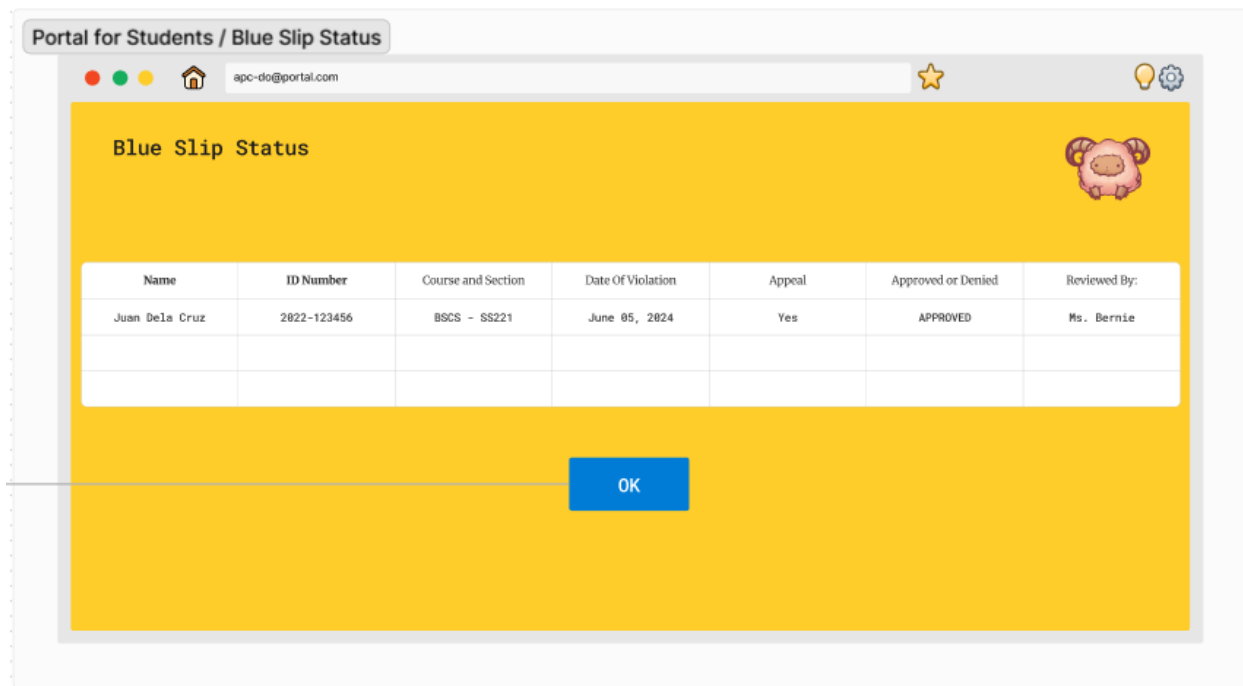 Portal for Students / Blue Slip Status
apc-do@portal.com
Blue Slip Status
Name ID Number Course and Section Date Of Violation Appeal Approved or Denied Reviewed By:
Juan Dela Cruz 2022-123456 BSCS - SS221 June 05, 2024 Yes APPROVED Ms. Bernie
OK